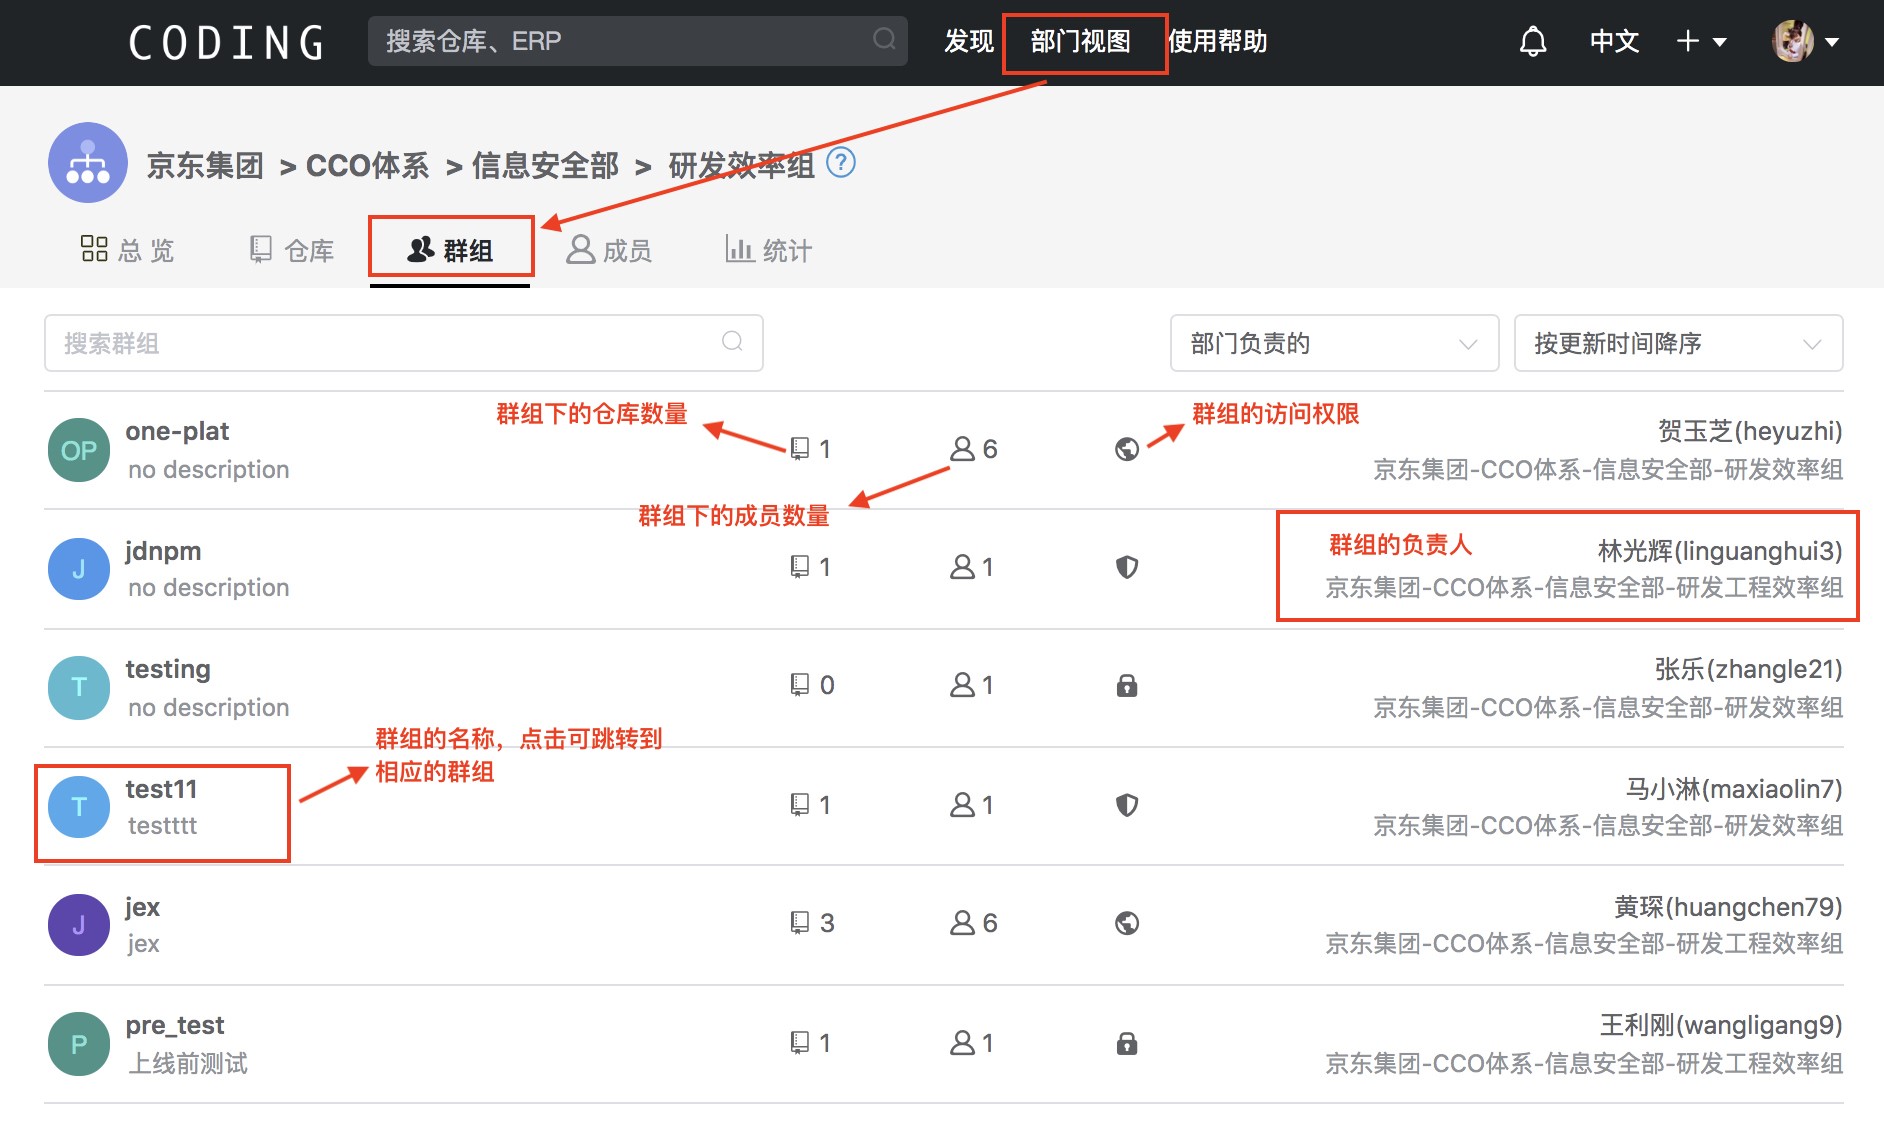 CODING
搜索仓库、ERP
发现
部门视图
使用帮助
中文
京东集团 > CCO体系 > 信息安全部 > 研发效率组 ?
总 览
仓库
群组
成员
统计
搜索群组
部门负责的
按更新时间降序
OP
one-plat
no description
群组下的仓库数量
1
6
群组的访问权限
贺玉芝(heyuzhi)
京东集团-CCO体系-信息安全部-研发效率组
群组下的成员数量
J
jdnpm
no description
1
1
群组的负责人
林光辉(linguanghui3)
京东集团-CCO体系-信息安全部-研发工程效率组
T
testing
no description
0
1
张乐(zhangle21)
京东集团-CCO体系-信息安全部-研发效率组
群组的名称，点击可跳转到
相应的群组
T
test11
testttt
1
1
马小淋(maxiaolin7)
京东集团-CCO体系-信息安全部-研发效率组
J
jex
jex
3
6
黄琛(huangchen79)
京东集团-CCO体系-信息安全部-研发工程效率组
P
pre_test
上线前测试
1
1
王利刚(wangligang9)
京东集团-CCO体系-信息安全部-研发工程效率组